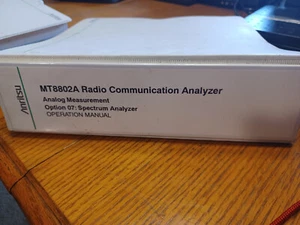 Anritsu
MT8802A Radio Communication Analyzer
Analog Measurement
Option 07: Spectrum Analyzer
OPERATION MANUAL